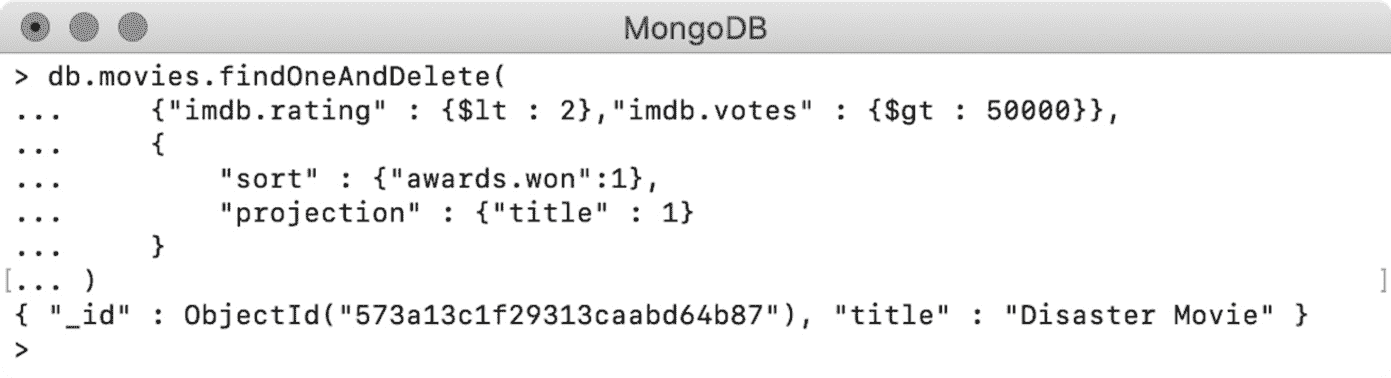 MongoDB
> db.movies.findOneAndDelete(
...     {"imdb.rating" : {$lt : 2},"imdb.votes" : {$gt : 50000}},
...     {
...         "sort" : {"awards.won":1},
...         "projection" : {"title" : 1}
...     }
[... )                                                                           ]
{ "_id" : ObjectId("573a13c1f29313caabd64b87"), "title" : "Disaster Movie" }
>